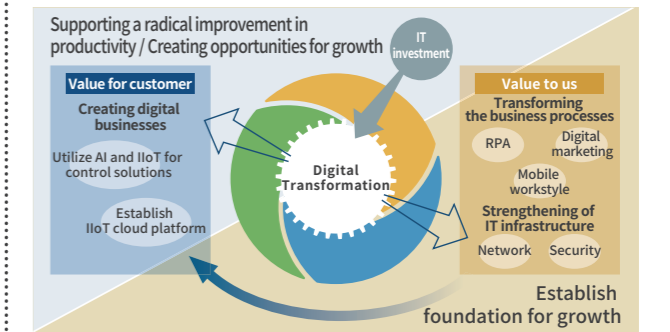 Supporting a radical improvement in
productivity / Creating opportunities for growth
IT
investment
Value for customer
Creating digital
businesses
Utilize AI and IIoT for
control solutions
Establish
IIoT cloud platform
Digital
Transformation
Value to us
Transforming
the business processes
RPA
Digital
marketing
Mobile
workstyle
Strengthening of
IT infrastructure
Network
Security
Establish
foundation for growth